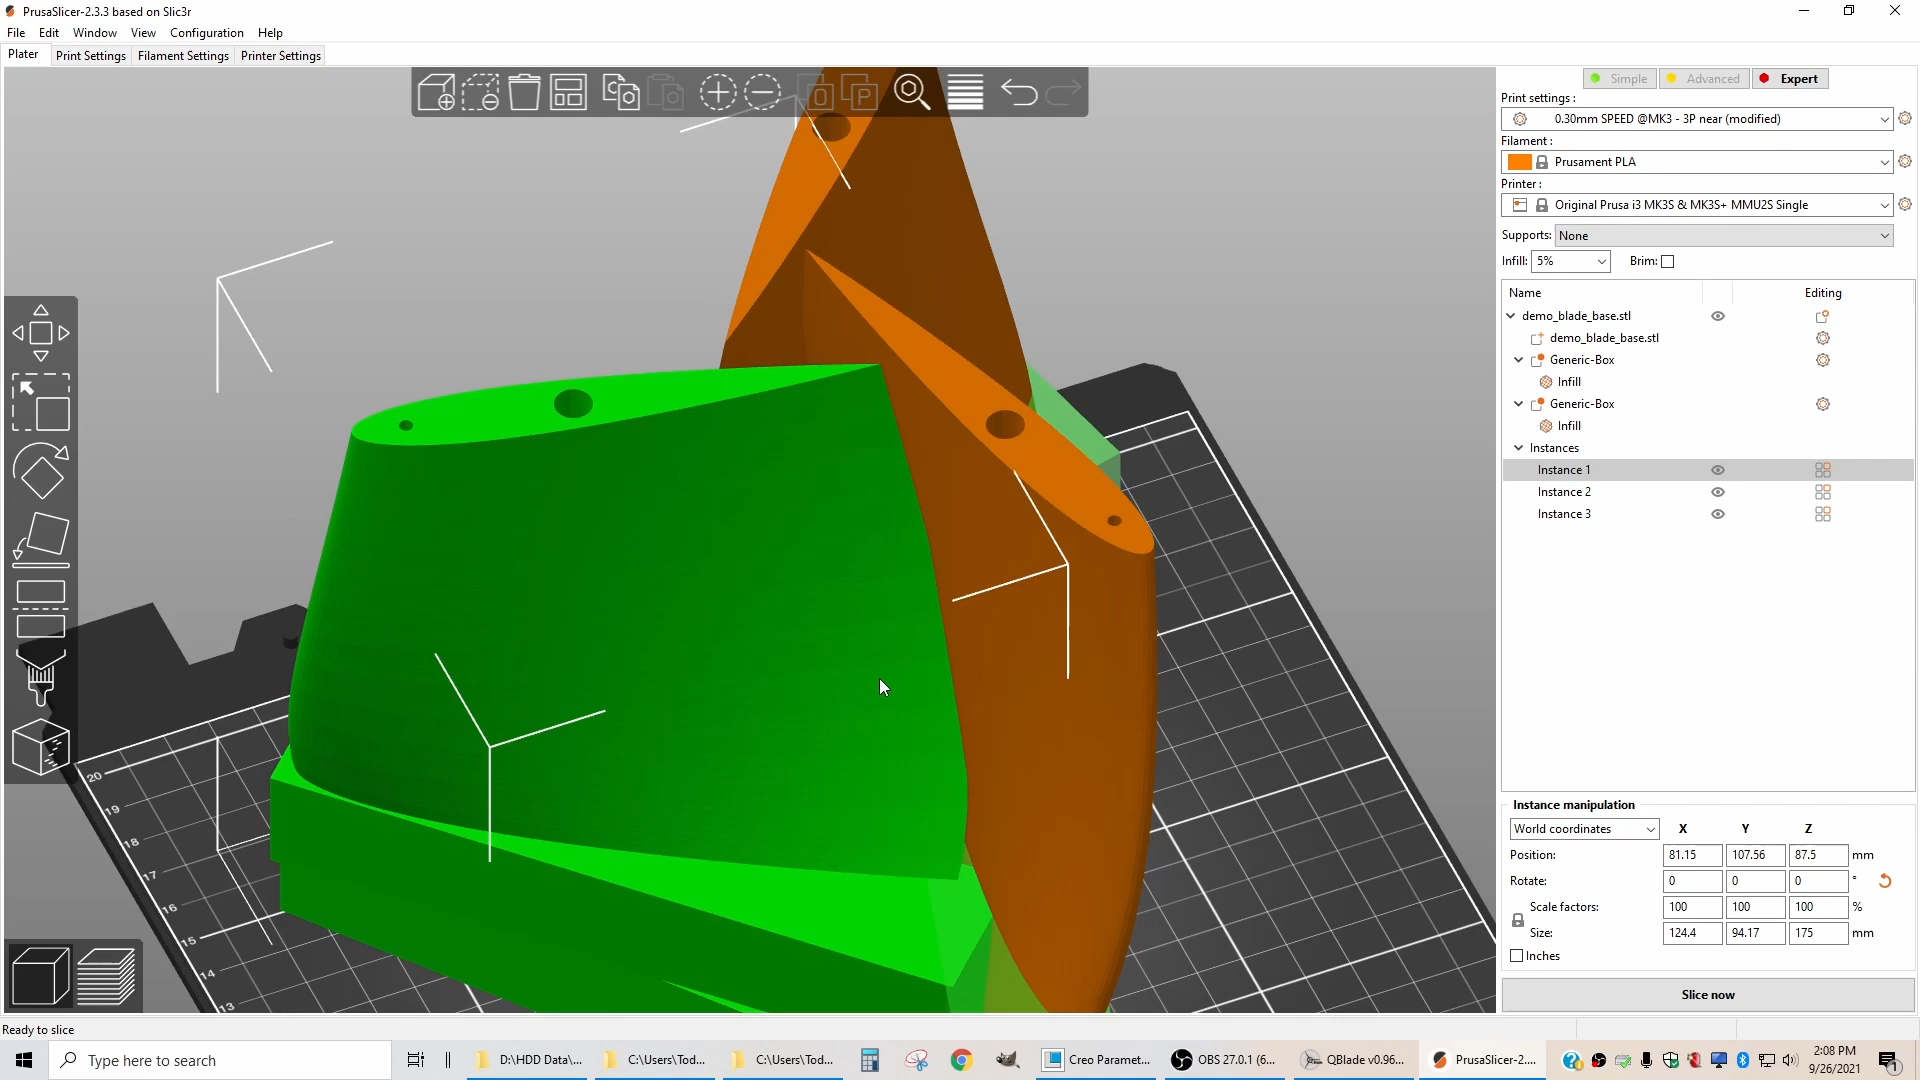 PrusaSlicer-2.3.3 based on Slic3r
File Edit Window View Configuration Help
Plater Print Settings Filament Settings Printer Settings
Simple Advanced Expert
Print settings :
0.30mm SPEED @MK3 - 3P near (modified)
Filament :
Prusament PLA
Printer :
Original Prusa i3 MK3S & MK3S+ MMU2S Single
Supports: None
Infill: 5% Brim:
Name Editing
demo_blade_base.stl
demo_blade_base.stl
Generic-Box
Infill
Generic-Box
Infill
Instances
Instance 1
Instance 2
Instance 3
20
19
18
17
16
15
14
13
Instance manipulation
World coordinates X Y Z
Position: 81.15 107.56 87.5 mm
Rotate: 0 0 0 °
Scale factors: 100 100 100 %
Size: 124.4 94.17 175 mm
Inches
Slice now
Ready to slice
Type here to search
D:\HDD Data\... C:\Users\Tod... C:\Users\Tod... Creo Paramet... OBS 27.0.1 (6... QBlade v0.96... PrusaSlicer-2....
2:08 PM
9/26/2021
1